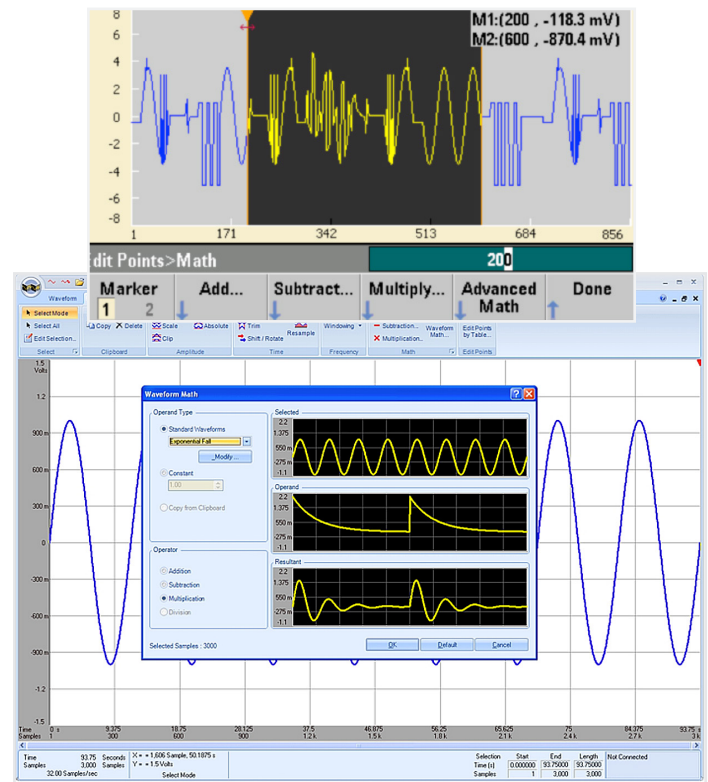 8
M1:(200 , -118.3 mV)
6
M2:(600 , -870.4 mV)
4
2
0
-2
-4
-6
-8
1 171 342 513 684 856
dit Points>Math 200
Marker Add... Subtract... Multiply... Advanced Math Done
1 2
Waveform
Select Mode
Select All Copy Delete Scale Absolute Trim Resample Windowing Subtraction... Waveform Math... Edit Points by Table...
Edit Selection... Clip Shift / Rotate Multiplication...
Select Clipboard Amplitude Time Frequency Math Edit Points
1.5
Volts
1.2
900 m
600 m
300 m
0
-300 m
-600 m
-900 m
-1.2
-1.5
Waveform Math
Operand Type
Standard Waveforms
Exponential Fall
Modify ...
Constant
1.00
Copy from Clipboard
Operator
Addition
Subtraction
Multiplication
Division
Selected Samples : 3000
Selected
2.2
1.375
550 m
-275 m
-1.1
Operand
2.2
1.375
550 m
-275 m
-1.1
Resultant
2.2
1.375
550 m
-275 m
-1.1
OK Default Cancel
Time 0 s 9.375 18.75 28.125 37.5 46.875 56.25 65.625 75 84.375 93.75 s
Samples 1 300 600 900 1.2 k 1.5 k 1.8 k 2.1 k 2.4 k 2.7 k 3 k
Time 93.75 Seconds X = + 1,606 Sample, 50.1875 s Selection Start End Length Not Connected
Samples 3,000 Samples Y = + 1.5 Volts Time (s) 0.000000 93.75000 93.75000
32.00 Samples/sec Select Mode Samples 1 3,000 3,000